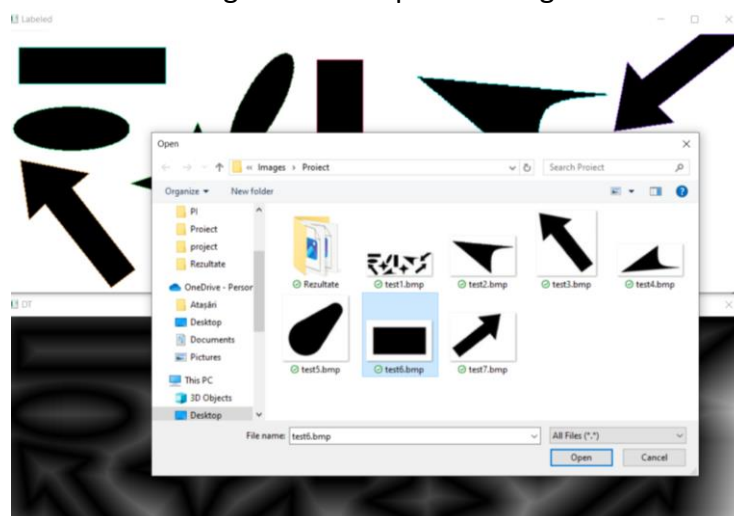 Labeled
Open
« Images › Proiect
Search Proiect
Organize
New folder
PI
Proiect
project
Rezultate
OneDrive - Person
Atașări
Desktop
Documents
Pictures
This PC
3D Objects
Desktop
Rezultate
test1.bmp
test2.bmp
test3.bmp
test4.bmp
test5.bmp
test6.bmp
test7.bmp
File name:
test6.bmp
All Files (*.*)
Open
Cancel
DT